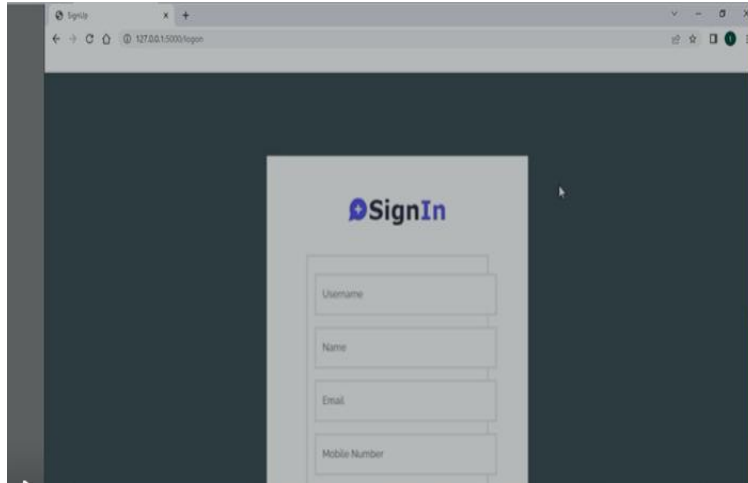 SignUp
127.0.0.1:5000/logon
SignIn
Username
Name
Email
Mobile Number